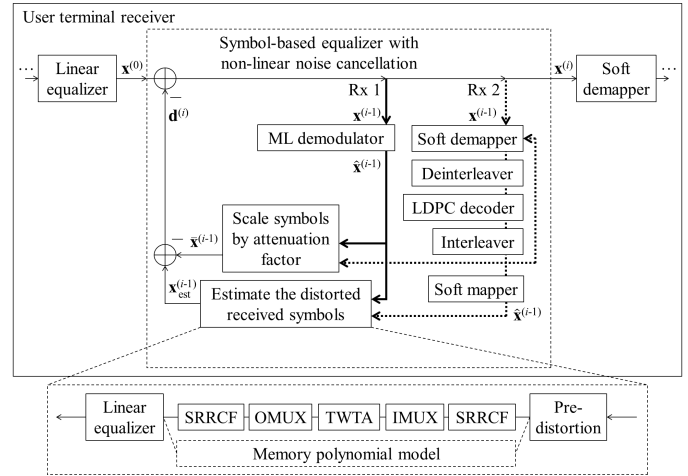 User terminal receiver
Symbol-based equalizer with
non-linear noise cancellation
...
Linear
equalizer
x^(0)
x^(i)
Soft
demapper
...
Rx 1
Rx 2
x^(i-1)
x^(i-1)
d^(i)
ML demodulator
Soft demapper
x̂^(i-1)
Deinterleaver
LDPC decoder
Interleaver
Soft mapper
x̂^(i-1)
Scale symbols
by attenuation
factor
x̄^(i-1)
x_est^(i-1)
Estimate the distorted
received symbols
Linear
equalizer
SRRCF
OMUX
TWTA
IMUX
SRRCF
Pre-
distortion
Memory polynomial model